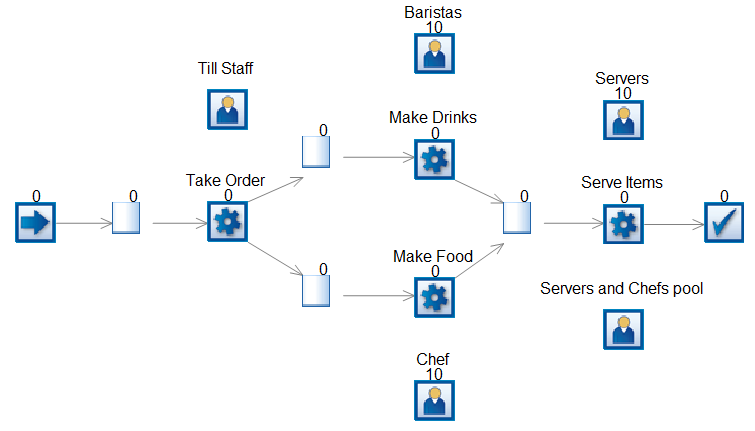 Baristas
10
Till Staff
Servers
10
0
Make Drinks
0
0
0
Take Order
0
0
Serve Items
0
0
0
Make Food
0
Servers and Chefs pool
Chef
10